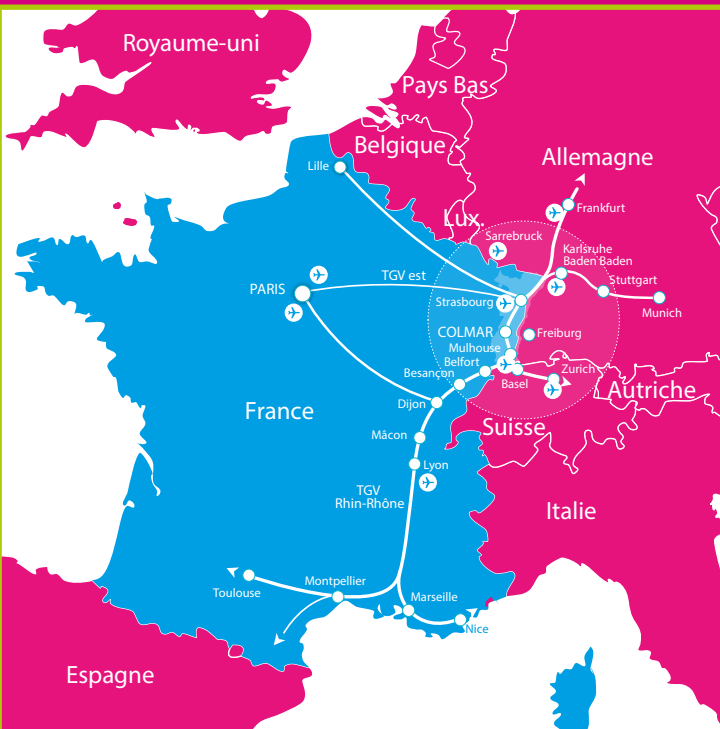 Royaume-uni
Pays Bas
Belgique
Allemagne
Lille
Lux.
Frankfurt
Sarrebruck
Karlsruhe
Baden Baden
TGV est
Stuttgart
PARIS
Strasbourg
Munich
COLMAR
Freiburg
Mulhouse
Belfort
Besançon
Zurich
Basel
Autriche
Dijon
France
Suisse
Mâcon
Lyon
TGV
Rhin-Rhône
Italie
Montpellier
Toulouse
Marseille
Nice
Espagne